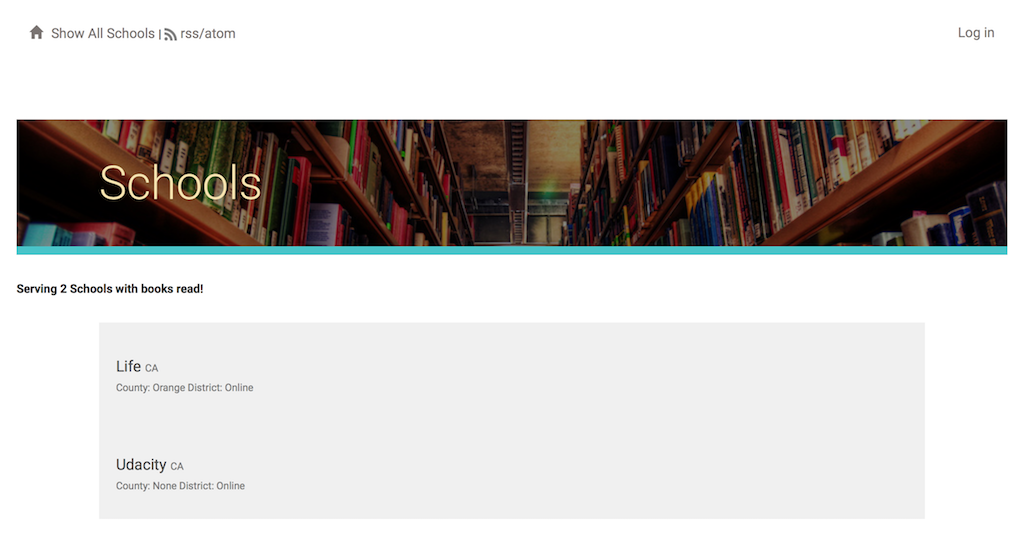 Show All Schools | rss/atom
Log in
Schools
Serving 2 Schools with books read!
Life CA
County: Orange District: Online
Udacity CA
County: None District: Online